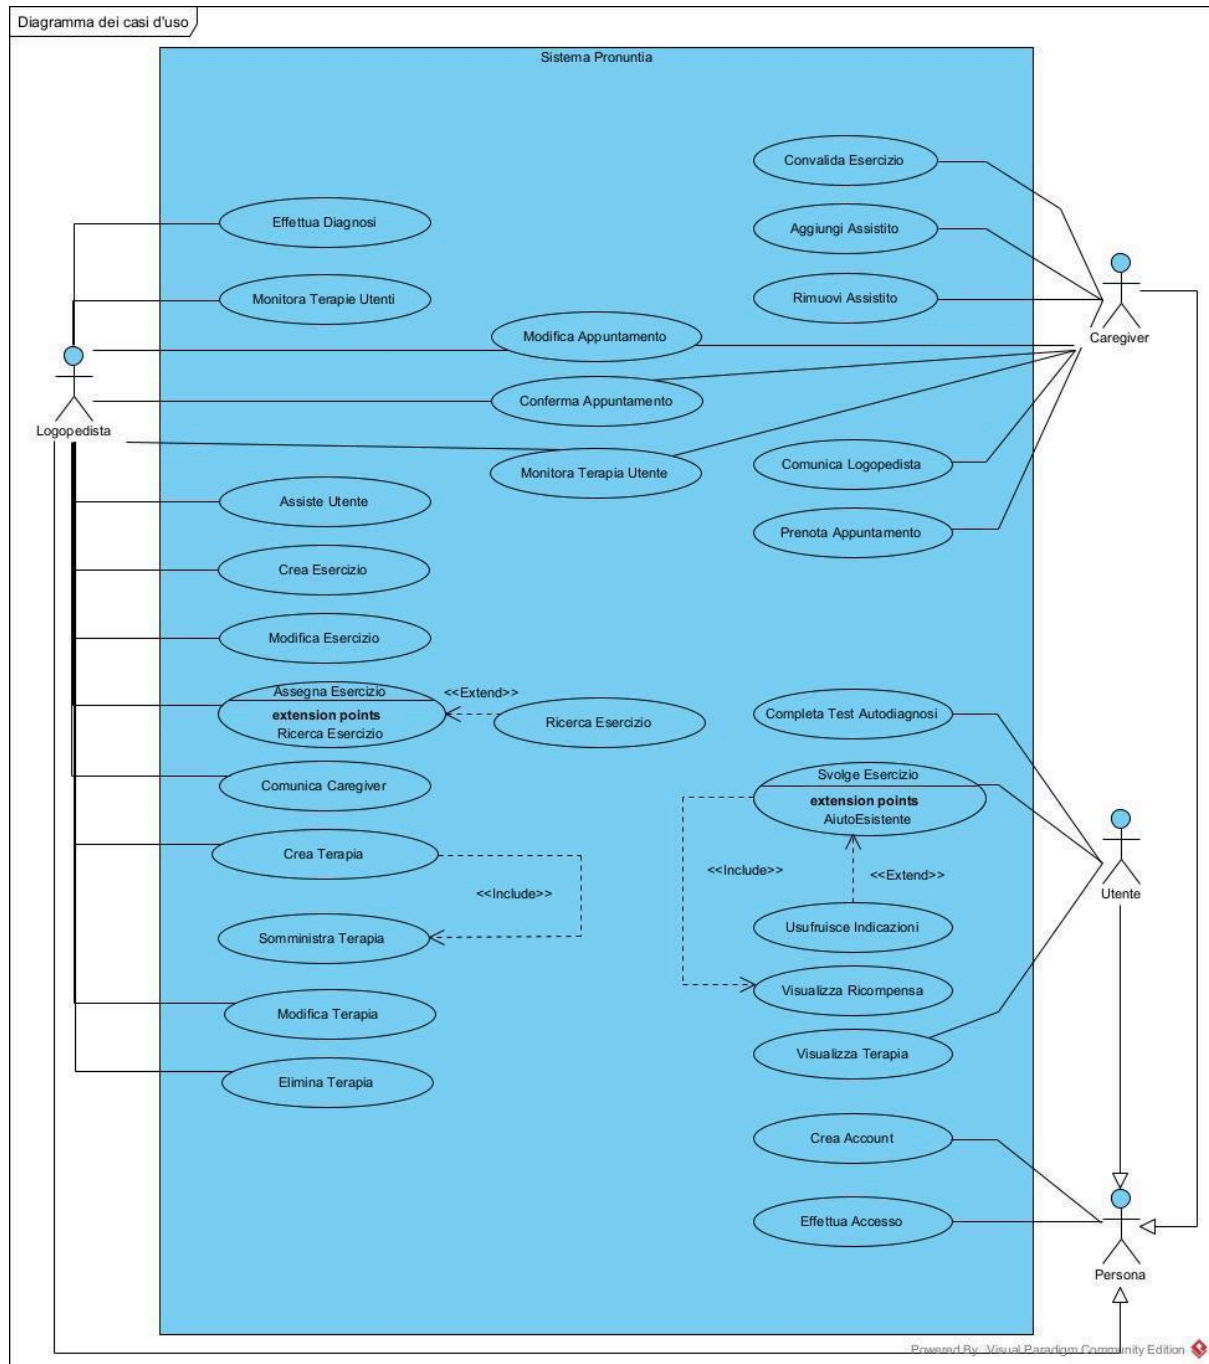 Diagramma dei casi d'uso
Sistema Pronuntia
Convalida Esercizio
Effettua Diagnosi
Aggiungi Assistito
Monitora Terapie Utenti
Rimuovi Assistito
Modifica Appuntamento
Caregiver
Conferma Appuntamento
Logopedista
Monitora Terapia Utente
Comunica Logopedista
Assiste Utente
Prenota Appuntamento
Crea Esercizio
Modifica Esercizio
Assegna Esercizio
extension points
Ricerca Esercizio
<<Extend>>
Ricerca Esercizio
Completa Test Autodiagnosi
Comunica Caregiver
Svolge Esercizio
extension points
AiutoEsistente
Crea Terapia
<<Include>>
<<Include>>
<<Extend>>
Utente
Somministra Terapia
Usufruisce Indicazioni
Visualizza Ricompensa
Modifica Terapia
Visualizza Terapia
Elimina Terapia
Crea Account
Effettua Accesso
Persona
Powered By Visual Paradigm Community Edition